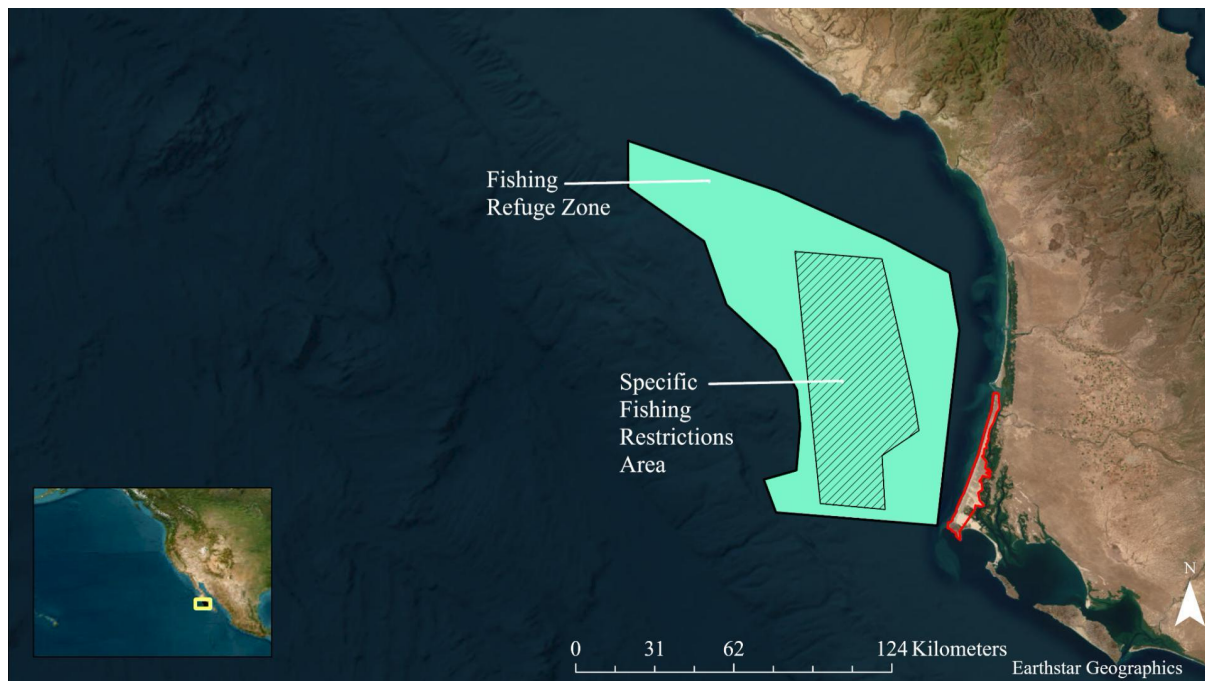 Fishing
Refuge Zone
Specific
Fishing
Restrictions
Area
N
0 31 62 124 Kilometers
Earthstar Geographics